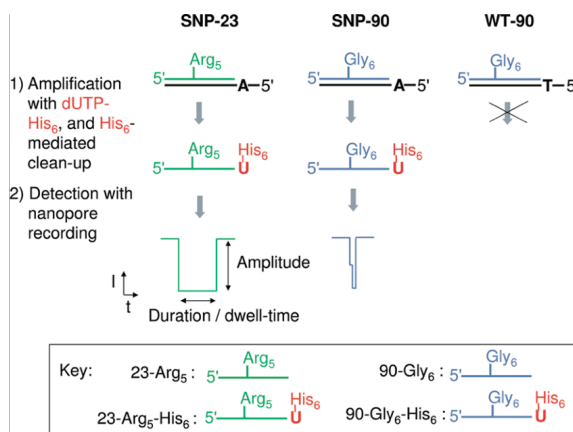 SNP-23 SNP-90 WT-90
Arg5 Gly6 Gly6
5' A–5' 5' A–5' 5' T–5'
1) Amplification
with dUTP-
His6, and His6-
mediated
clean-up
Arg5 His6 Gly6 His6
5' U 5' U
2) Detection with
nanopore
recording
Amplitude
I
t
Duration / dwell-time
Key: 23-Arg5: 5' Arg5 90-Gly6: 5' Gly6
23-Arg5-His6: 5' Arg5 His6 U 90-Gly6-His6: 5' Gly6 His6 U